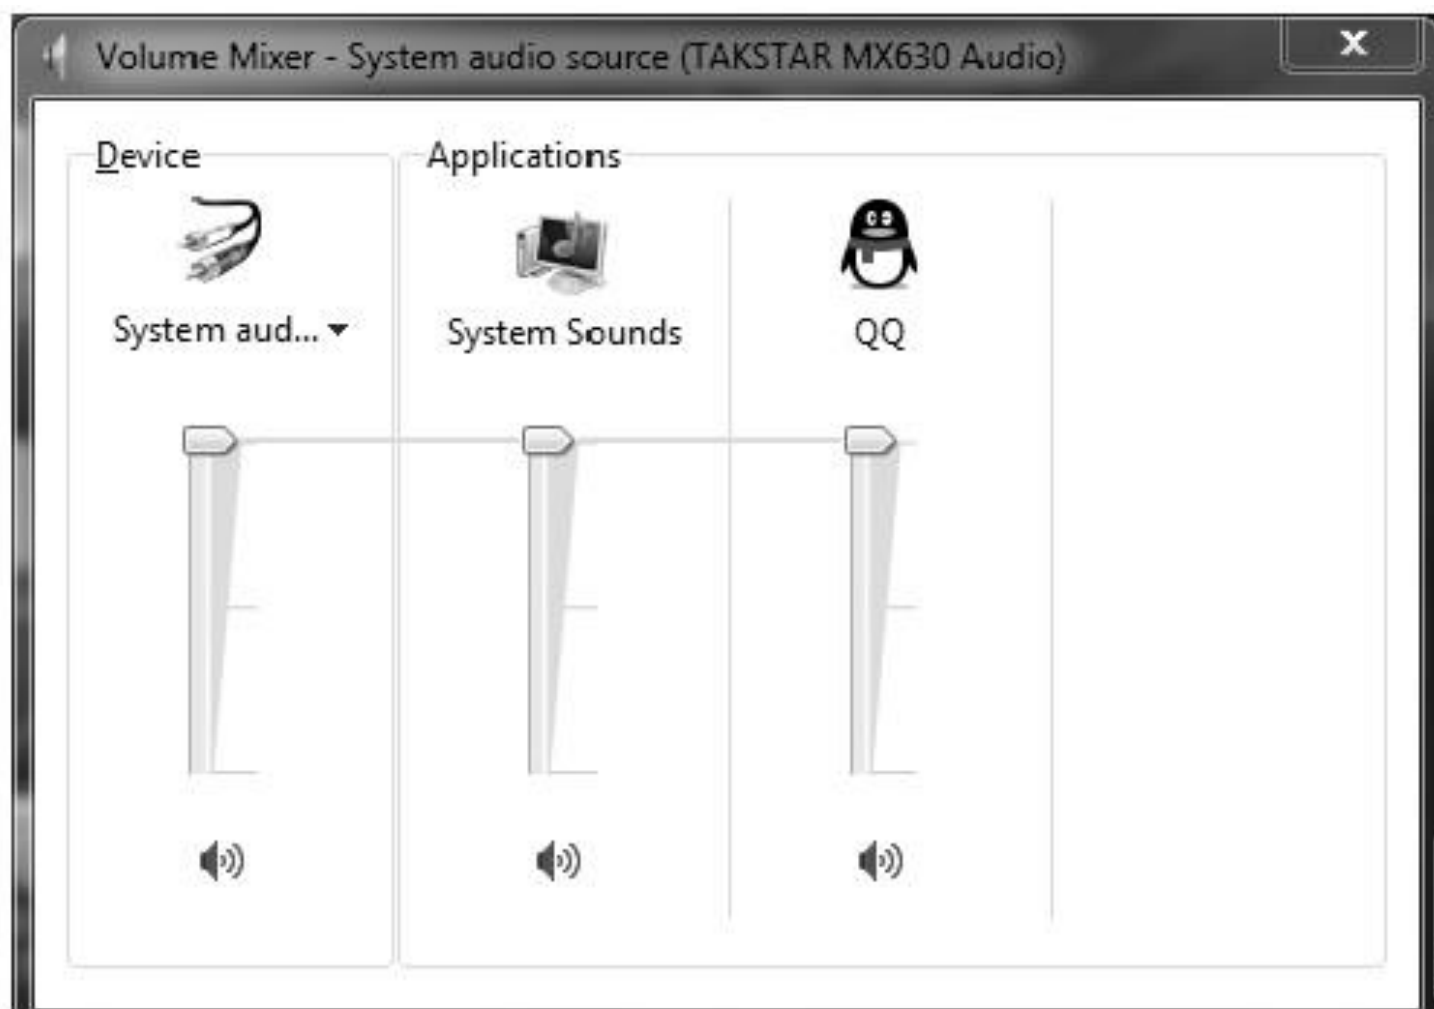 Volume Mixer - System audio source (TAKSTAR MX630 Audio)
Device
Applications
System aud...
System Sounds
QQ